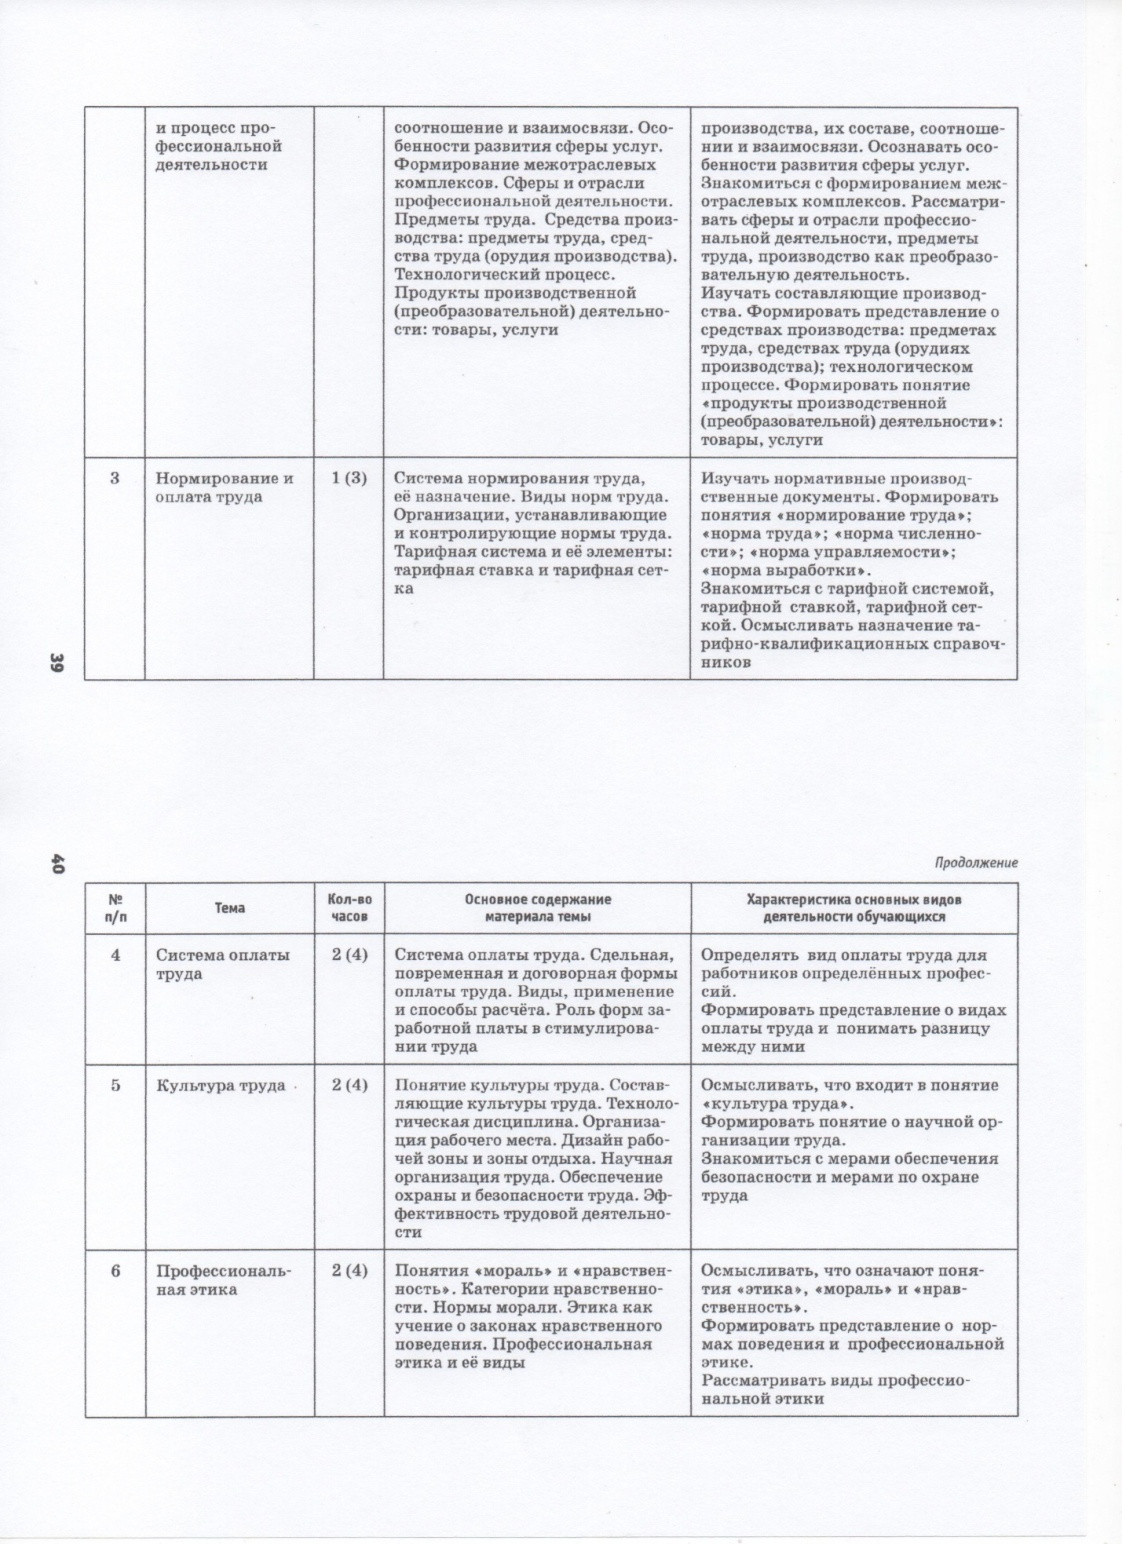 и процесс про-
фессиональной
деятельности
соотношение и взаимосвязи. Осо-
бенности развития сферы услуг.
Формирование межотраслевых
комплексов. Сферы и отрасли
профессиональной деятельности.
Предметы труда. Средства произ-
водства: предметы труда, сред-
ства труда (орудия производства).
Технологический процесс.
Продукты производственной
(преобразовательной) деятельно-
сти: товары, услуги
производства, их составе, соотноше-
нии и взаимосвязи. Осознавать осо-
бенности развития сферы услуг.
Знакомиться с формированием меж-
отраслевых комплексов. Рассматри-
вать сферы и отрасли профессио-
нальной деятельности, предметы
труда, производство как преобразо-
вательную деятельность.
Изучать составляющие производ-
ства. Формировать представление о
средствах производства: предметах
труда, средствах труда (орудиях
производства); технологическом
процессе. Формировать понятие
«продукты производственной
(преобразовательной) деятельности»:
товары, услуги
3
Нормирование и
оплата труда
1 (3)
Система нормирования труда,
её назначение. Виды норм труда.
Организации, устанавливающие
и контролирующие нормы труда.
Тарифная система и её элементы:
тарифная ставка и тарифная сет-
ка
Изучать нормативные производ-
ственные документы. Формировать
понятия «нормирование труда»;
«норма труда»; «норма численно-
сти»; «норма управляемости»;
«норма выработки».
Знакомиться с тарифной системой,
тарифной ставкой, тарифной сет-
кой. Осмысливать назначение та-
рифно-квалификационных справоч-
ников
39
40
Продолжение
№
п/п
Тема
Кол-во
часов
Основное содержание
материала темы
Характеристика основных видов
деятельности обучающихся
4
Система оплаты
труда
2 (4)
Система оплаты труда. Сдельная,
повременная и договорная формы
оплаты труда. Виды, применение
и способы расчёта. Роль форм за-
работной платы в стимулирова-
нии труда
Определять вид оплаты труда для
работников определённых профес-
сий.
Формировать представление о видах
оплаты труда и понимать разницу
между ними
5
Культура труда
2 (4)
Понятие культуры труда. Состав-
ляющие культуры труда. Техноло-
гическая дисциплина. Организа-
ция рабочего места. Дизайн рабо-
чей зоны и зоны отдыха. Научная
организация труда. Обеспечение
охраны и безопасности труда. Эф-
фективность трудовой деятельно-
сти
Осмысливать, что входит в понятие
«культура труда».
Формировать понятие о научной ор-
ганизации труда.
Знакомиться с мерами обеспечения
безопасности и мерами по охране
труда
6
Профессиональ-
ная этика
2 (4)
Понятия «мораль» и «нравствен-
ность». Категории нравственно-
сти. Нормы морали. Этика как
учение о законах нравственного
поведения. Профессиональная
этика и её виды
Осмысливать, что означают поня-
тия «этика», «мораль» и «нрав-
ственность».
Формировать представление о нор-
мах поведения и профессиональной
этике.
Рассматривать виды профессио-
нальной этики